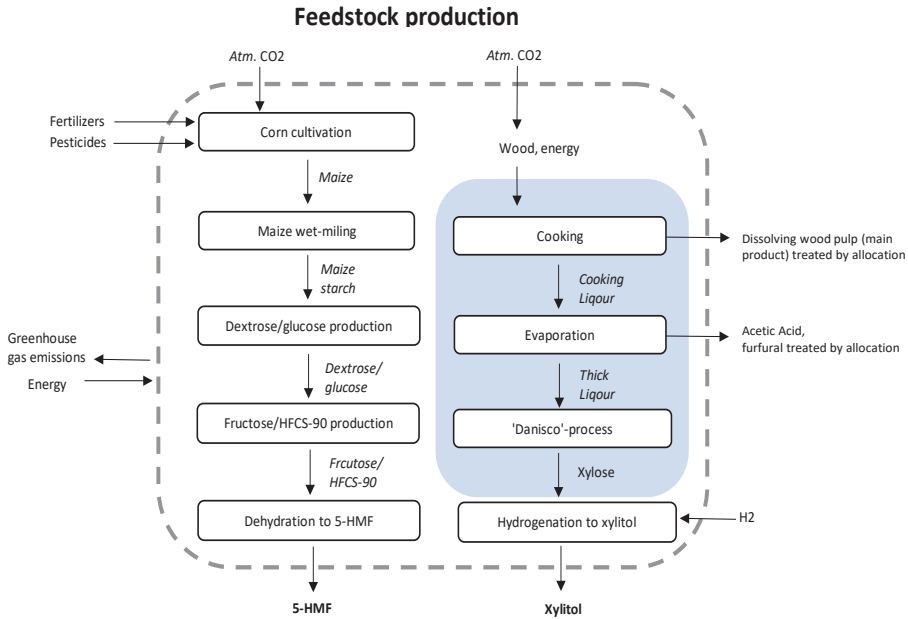 Feedstock production
Atm. CO2
Atm. CO2
Fertilizers
Pesticides
Corn cultivation
Wood, energy
Maize
Maize wet-miling
Cooking
Dissolving wood pulp (main
product) treated by allocation
Maize
starch
Cooking
Liqour
Dextrose/glucose production
Evaporation
Acetic Acid,
furfural treated by allocation
Greenhouse
gas emissions
Energy
Dextrose/
glucose
Thick
Liqour
Fructose/HFCS-90 production
'Danisco'-process
Frcutose/
HFCS-90
Xylose
Dehydration to 5-HMF
Hydrogenation to xylitol
H2
5-HMF
Xylitol